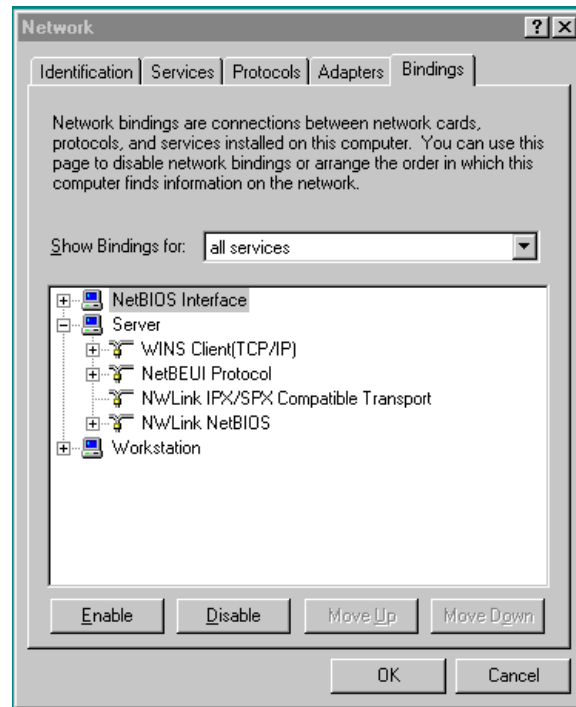 Network
Identification Services Protocols Adapters Bindings
Network bindings are connections between network cards,
protocols, and services installed on this computer. You can use this
page to disable network bindings or arrange the order in which this
computer finds information on the network.
Show Bindings for: all services
NetBIOS Interface
Server
WINS Client(TCP/IP)
NetBEUI Protocol
NWLink IPX/SPX Compatible Transport
NWLink NetBIOS
Workstation
Enable Disable Move Up Move Down
OK Cancel